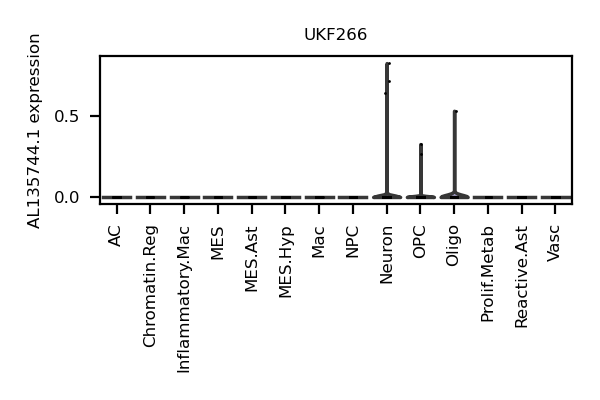 UKF266
AL135744.1 expression
0.5
0.0
AC
Chromatin.Reg
Inflammatory.Mac
MES
MES.Ast
MES.Hyp
Mac
NPC
Neuron
OPC
Oligo
Prolif.Metab
Reactive.Ast
Vasc